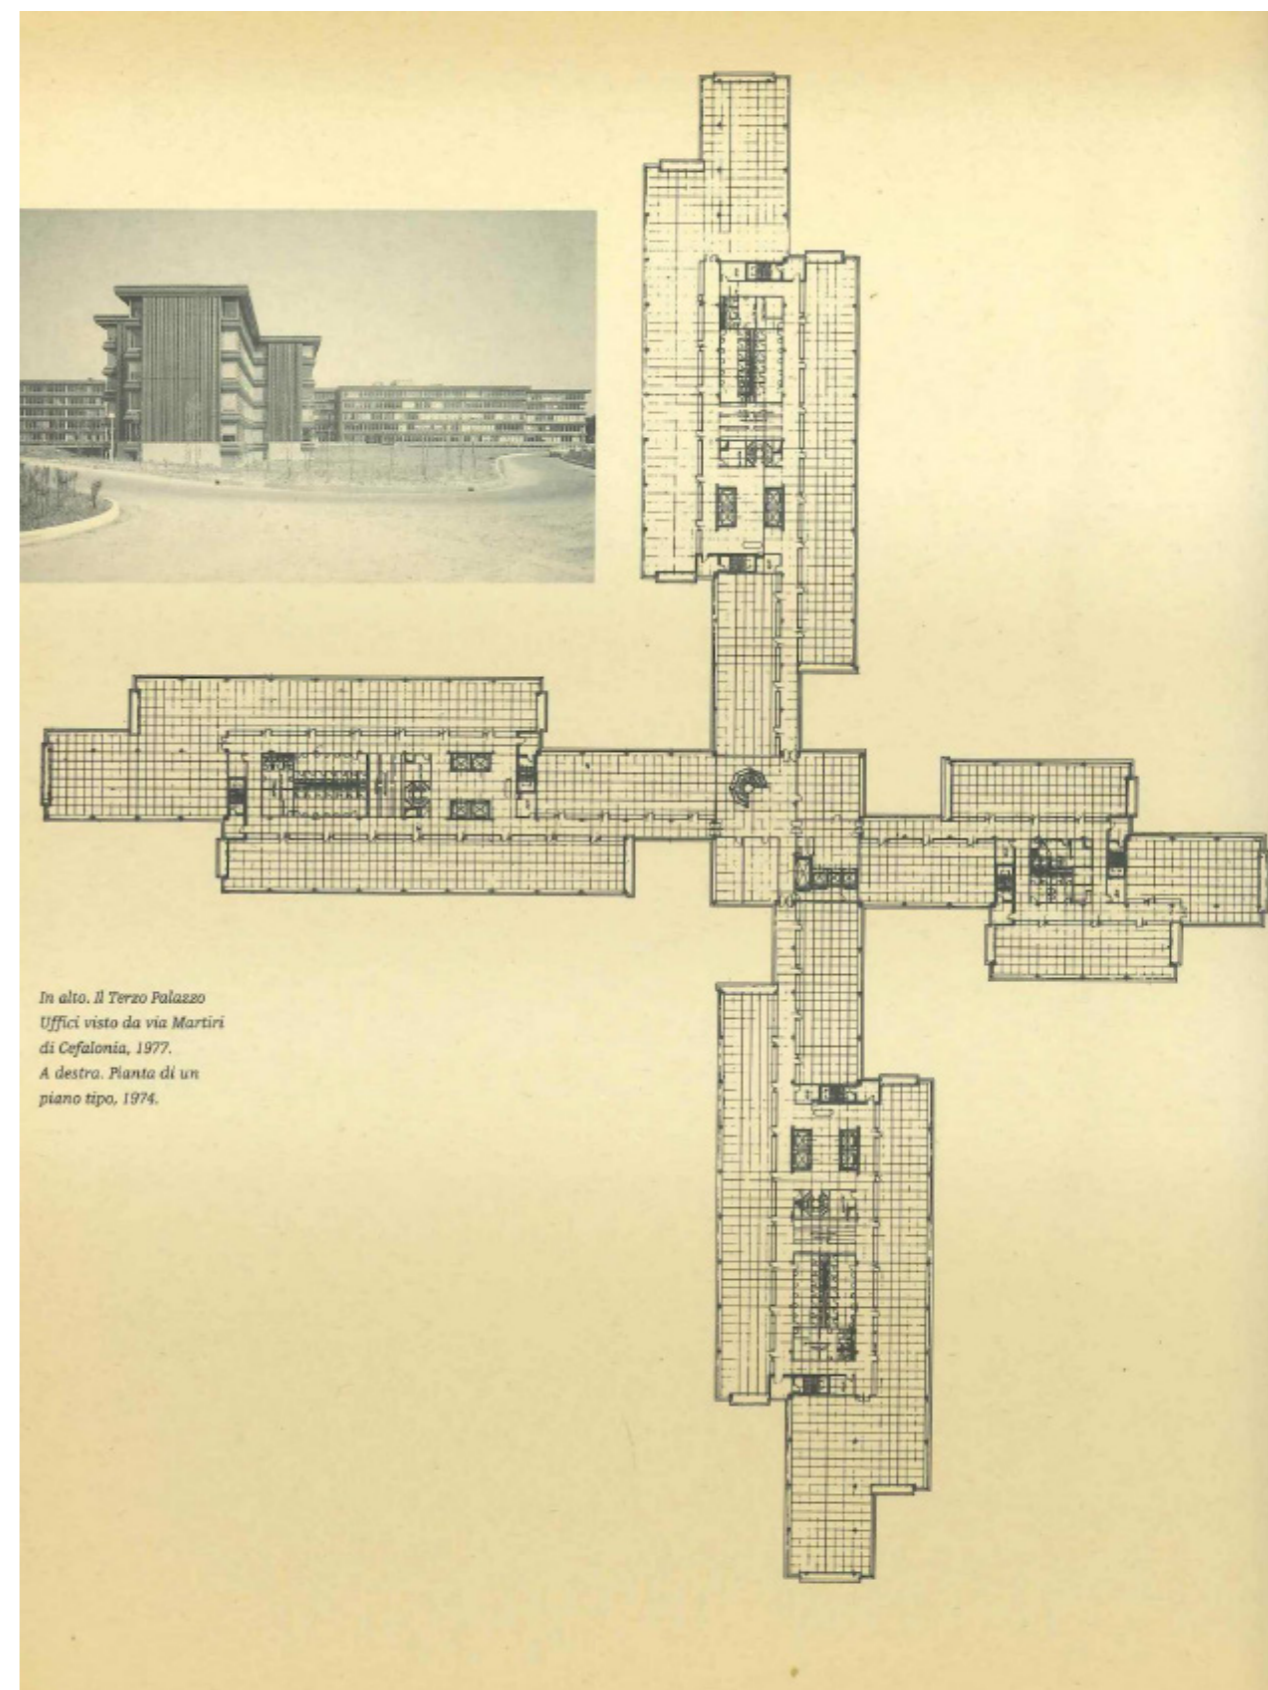 In alto. Il Terzo Palazzo
Uffici visto da via Martiri
di Cefalonia, 1977.
A destra. Pianta di un
piano tipo, 1974.